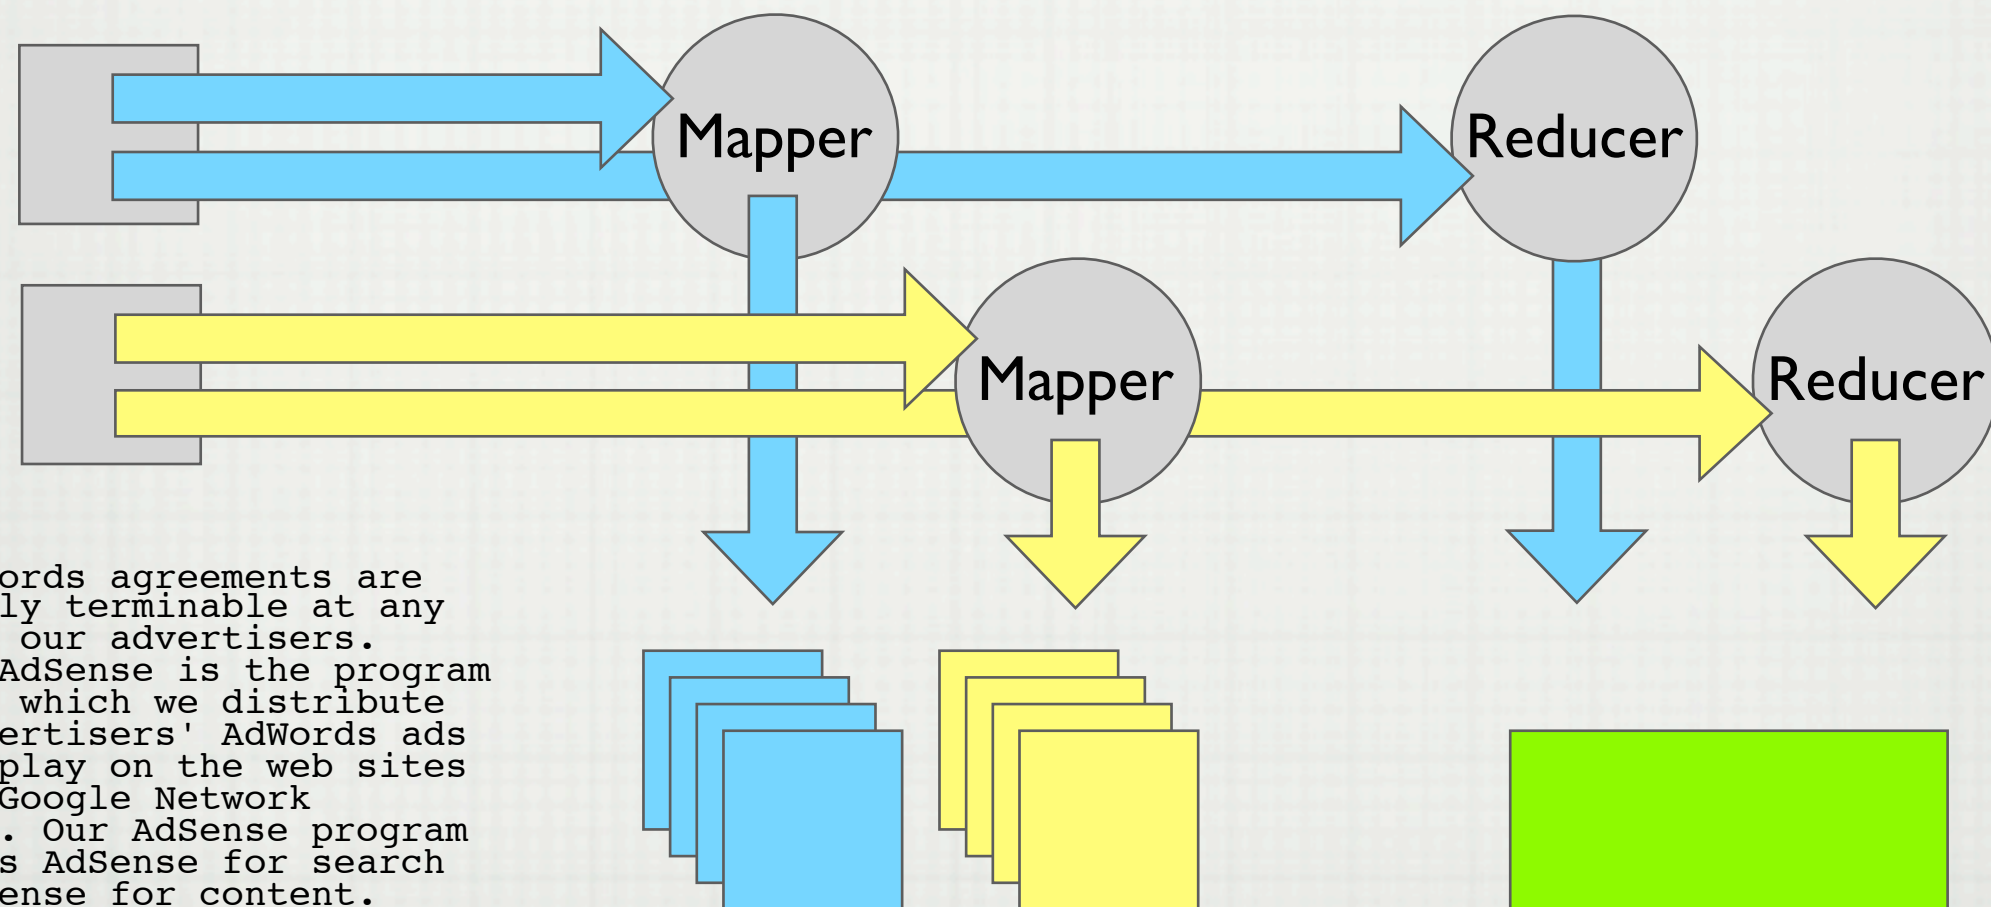 Mapper
Reducer
Mapper
Reducer
ords agreements are
ly terminable at any
our advertisers.
AdSense is the program
which we distribute
ertisers' AdWords ads
play on the web sites
Google Network
. Our AdSense program
s AdSense for search
ense for content.